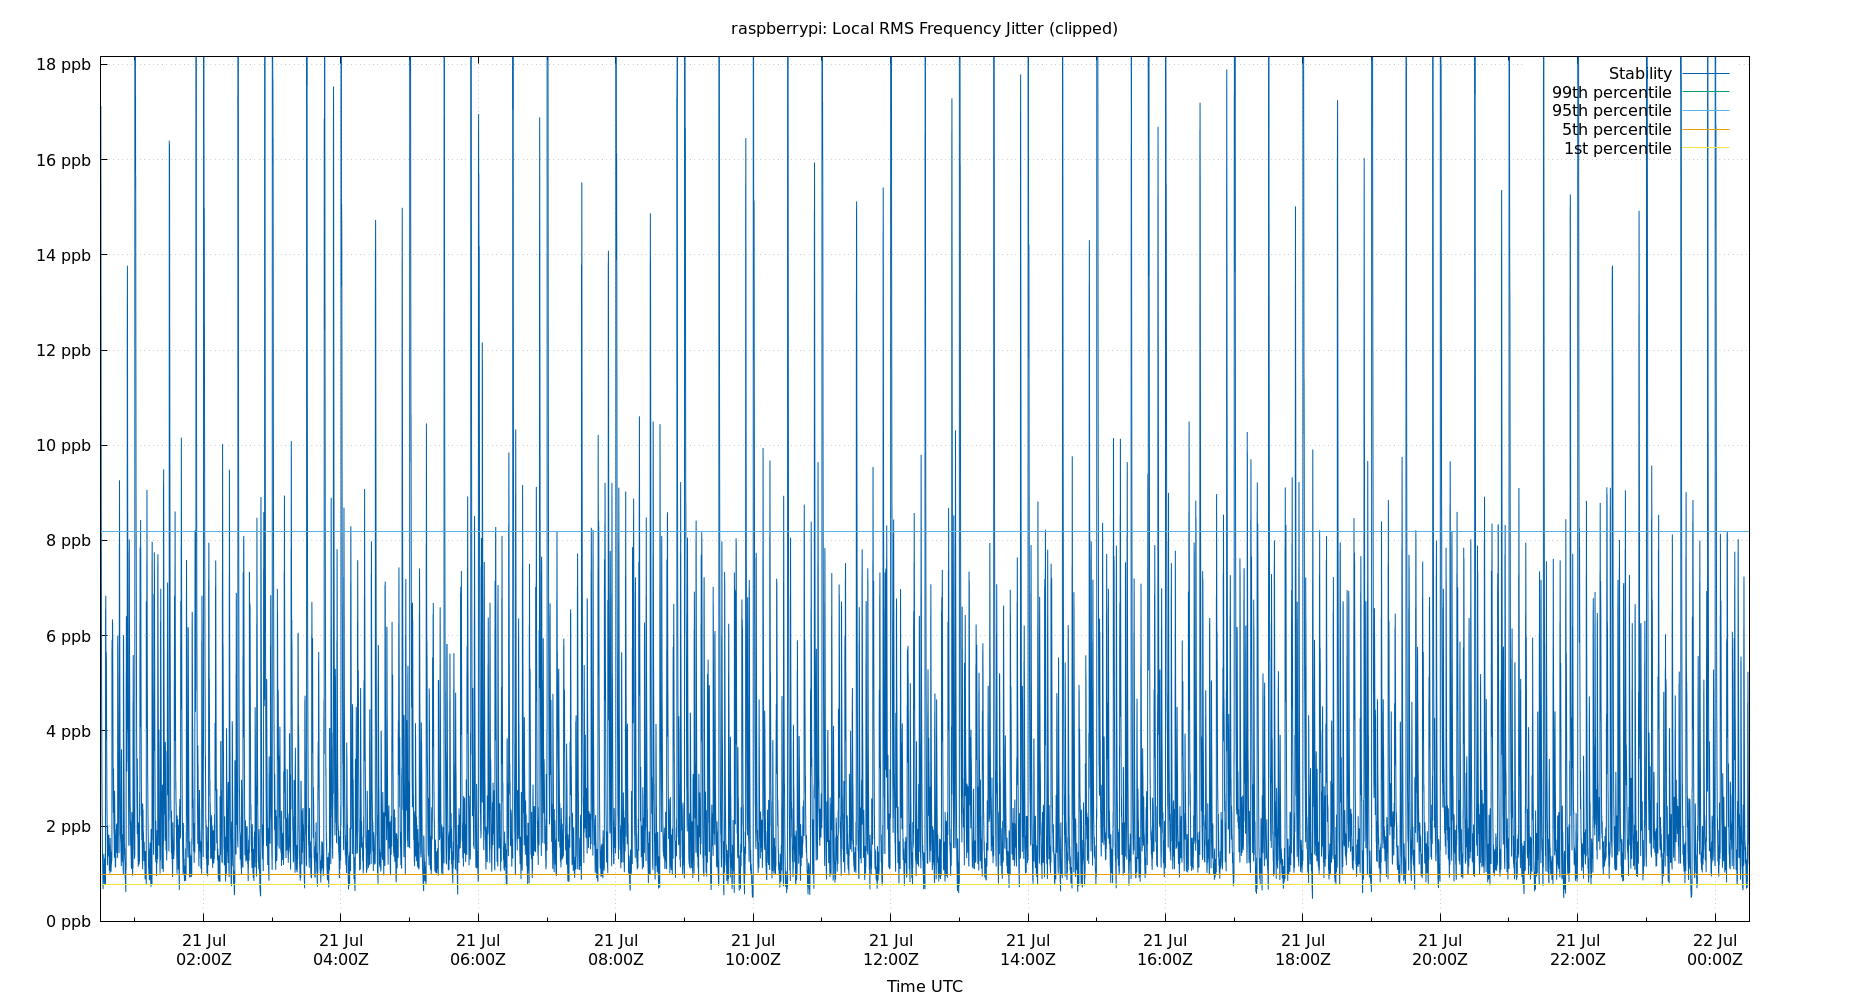 raspberrypi: Local RMS Frequency Jitter (clipped)
18 ppb
16 ppb
14 ppb
12 ppb
10 ppb
8 ppb
6 ppb
4 ppb
2 ppb
0 ppb
Stability
99th percentile
95th percentile
5th percentile
1st percentile
21 Jul 21 Jul 21 Jul 21 Jul 21 Jul 21 Jul 21 Jul 21 Jul 21 Jul 21 Jul 21 Jul 22 Jul
02:00Z 04:00Z 06:00Z 08:00Z 10:00Z 12:00Z 14:00Z 16:00Z 18:00Z 20:00Z 22:00Z 00:00Z
Time UTC